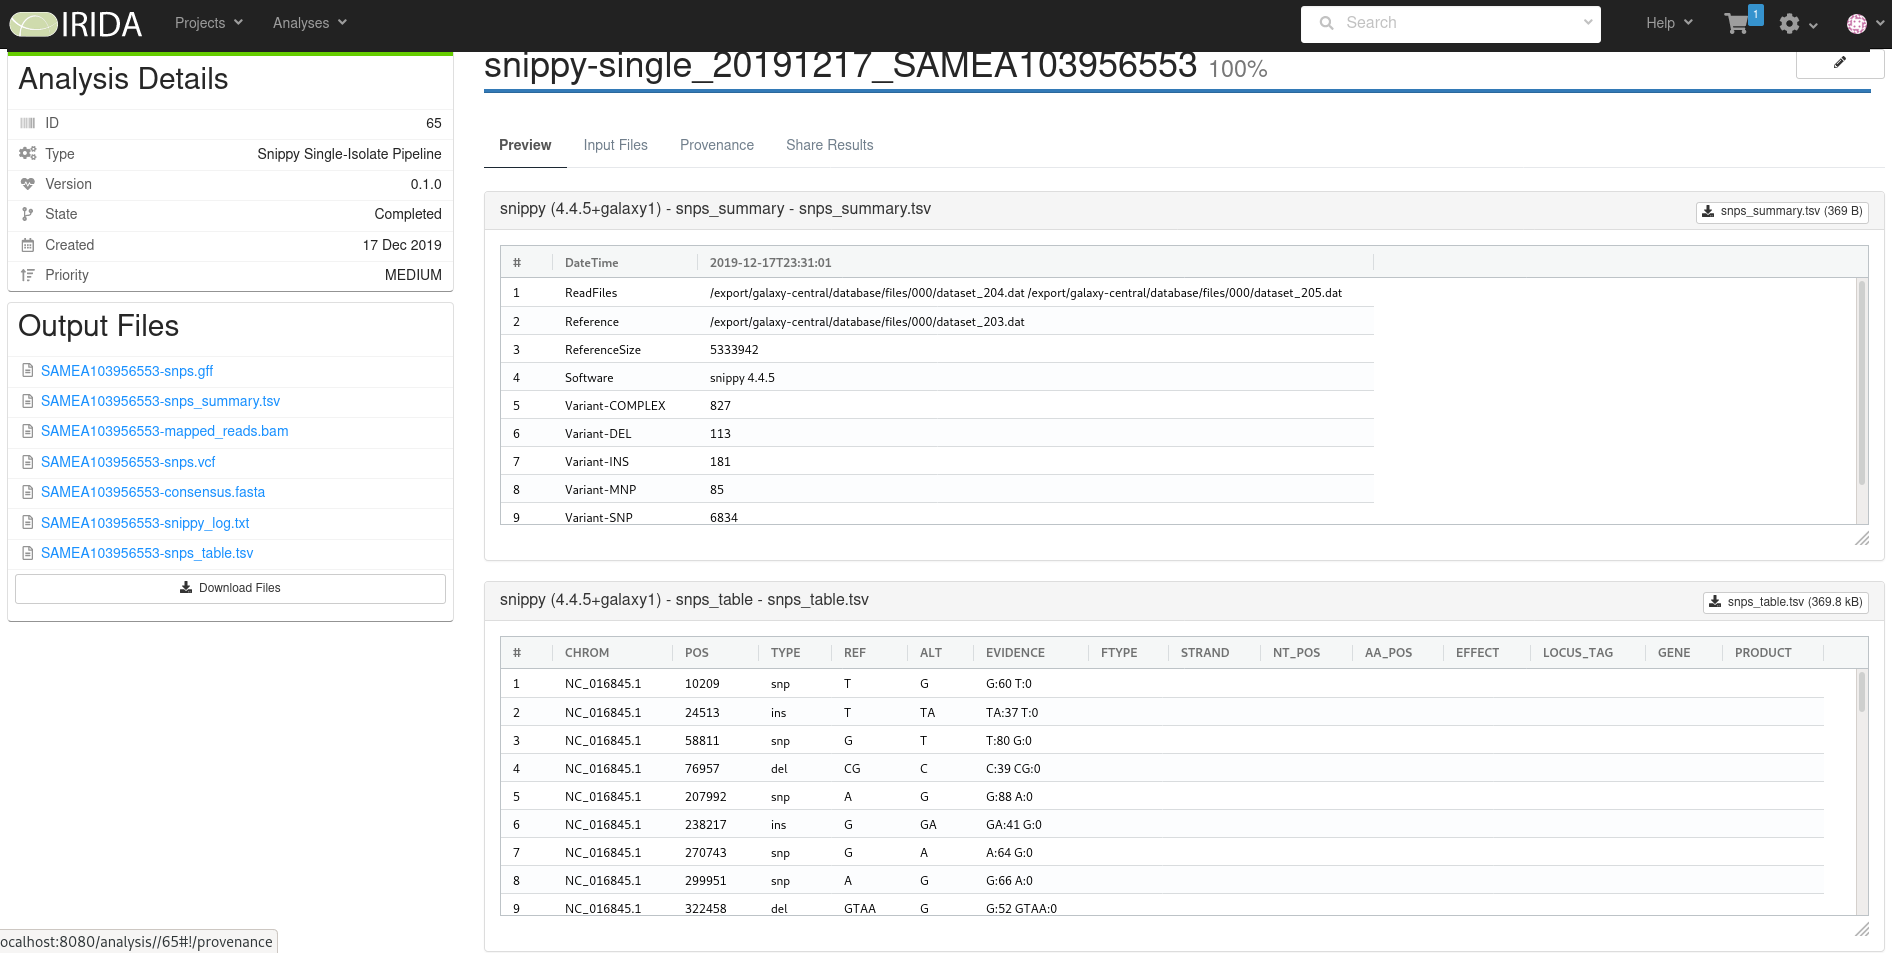 IRIDA Projects Analyses Search Help 1
Analysis Details
ID 65
Type Snippy Single-Isolate Pipeline
Version 0.1.0
State Completed
Created 17 Dec 2019
Priority MEDIUM
Output Files
SAMEA103956553-snps.gff
SAMEA103956553-snps_summary.tsv
SAMEA103956553-mapped_reads.bam
SAMEA103956553-snps.vcf
SAMEA103956553-consensus.fasta
SAMEA103956553-snippy_log.txt
SAMEA103956553-snps_table.tsv
Download Files
snippy-single_20191217_SAMEA103956553 100%
Preview Input Files Provenance Share Results
snippy (4.4.5+galaxy1) - snps_summary - snps_summary.tsv
snps_summary.tsv (369 B)
# DateTime 2019-12-17T23:31:01
1 ReadFiles /export/galaxy-central/database/files/000/dataset_204.dat /export/galaxy-central/database/files/000/dataset_205.dat
2 Reference /export/galaxy-central/database/files/000/dataset_203.dat
3 ReferenceSize 5333942
4 Software snippy 4.4.5
5 Variant-COMPLEX 827
6 Variant-DEL 113
7 Variant-INS 181
8 Variant-MNP 85
9 Variant-SNP 6834
snippy (4.4.5+galaxy1) - snps_table - snps_table.tsv
snps_table.tsv (369.8 kB)
# CHROM POS TYPE REF ALT EVIDENCE FTYPE STRAND NT_POS AA_POS EFFECT LOCUS_TAG GENE PRODUCT
1 NC_016845.1 10209 snp T G G:60 T:0
2 NC_016845.1 24513 ins T TA TA:37 T:0
3 NC_016845.1 58811 snp G T T:80 G:0
4 NC_016845.1 76957 del CG C C:39 CG:0
5 NC_016845.1 207992 snp A G G:88 A:0
6 NC_016845.1 238217 ins G GA GA:41 G:0
7 NC_016845.1 270743 snp G A A:64 G:0
8 NC_016845.1 299951 snp A G G:66 A:0
9 NC_016845.1 322458 del GTAA G G:52 GTAA:0
ocalhost:8080/analysis//65#!/provenance